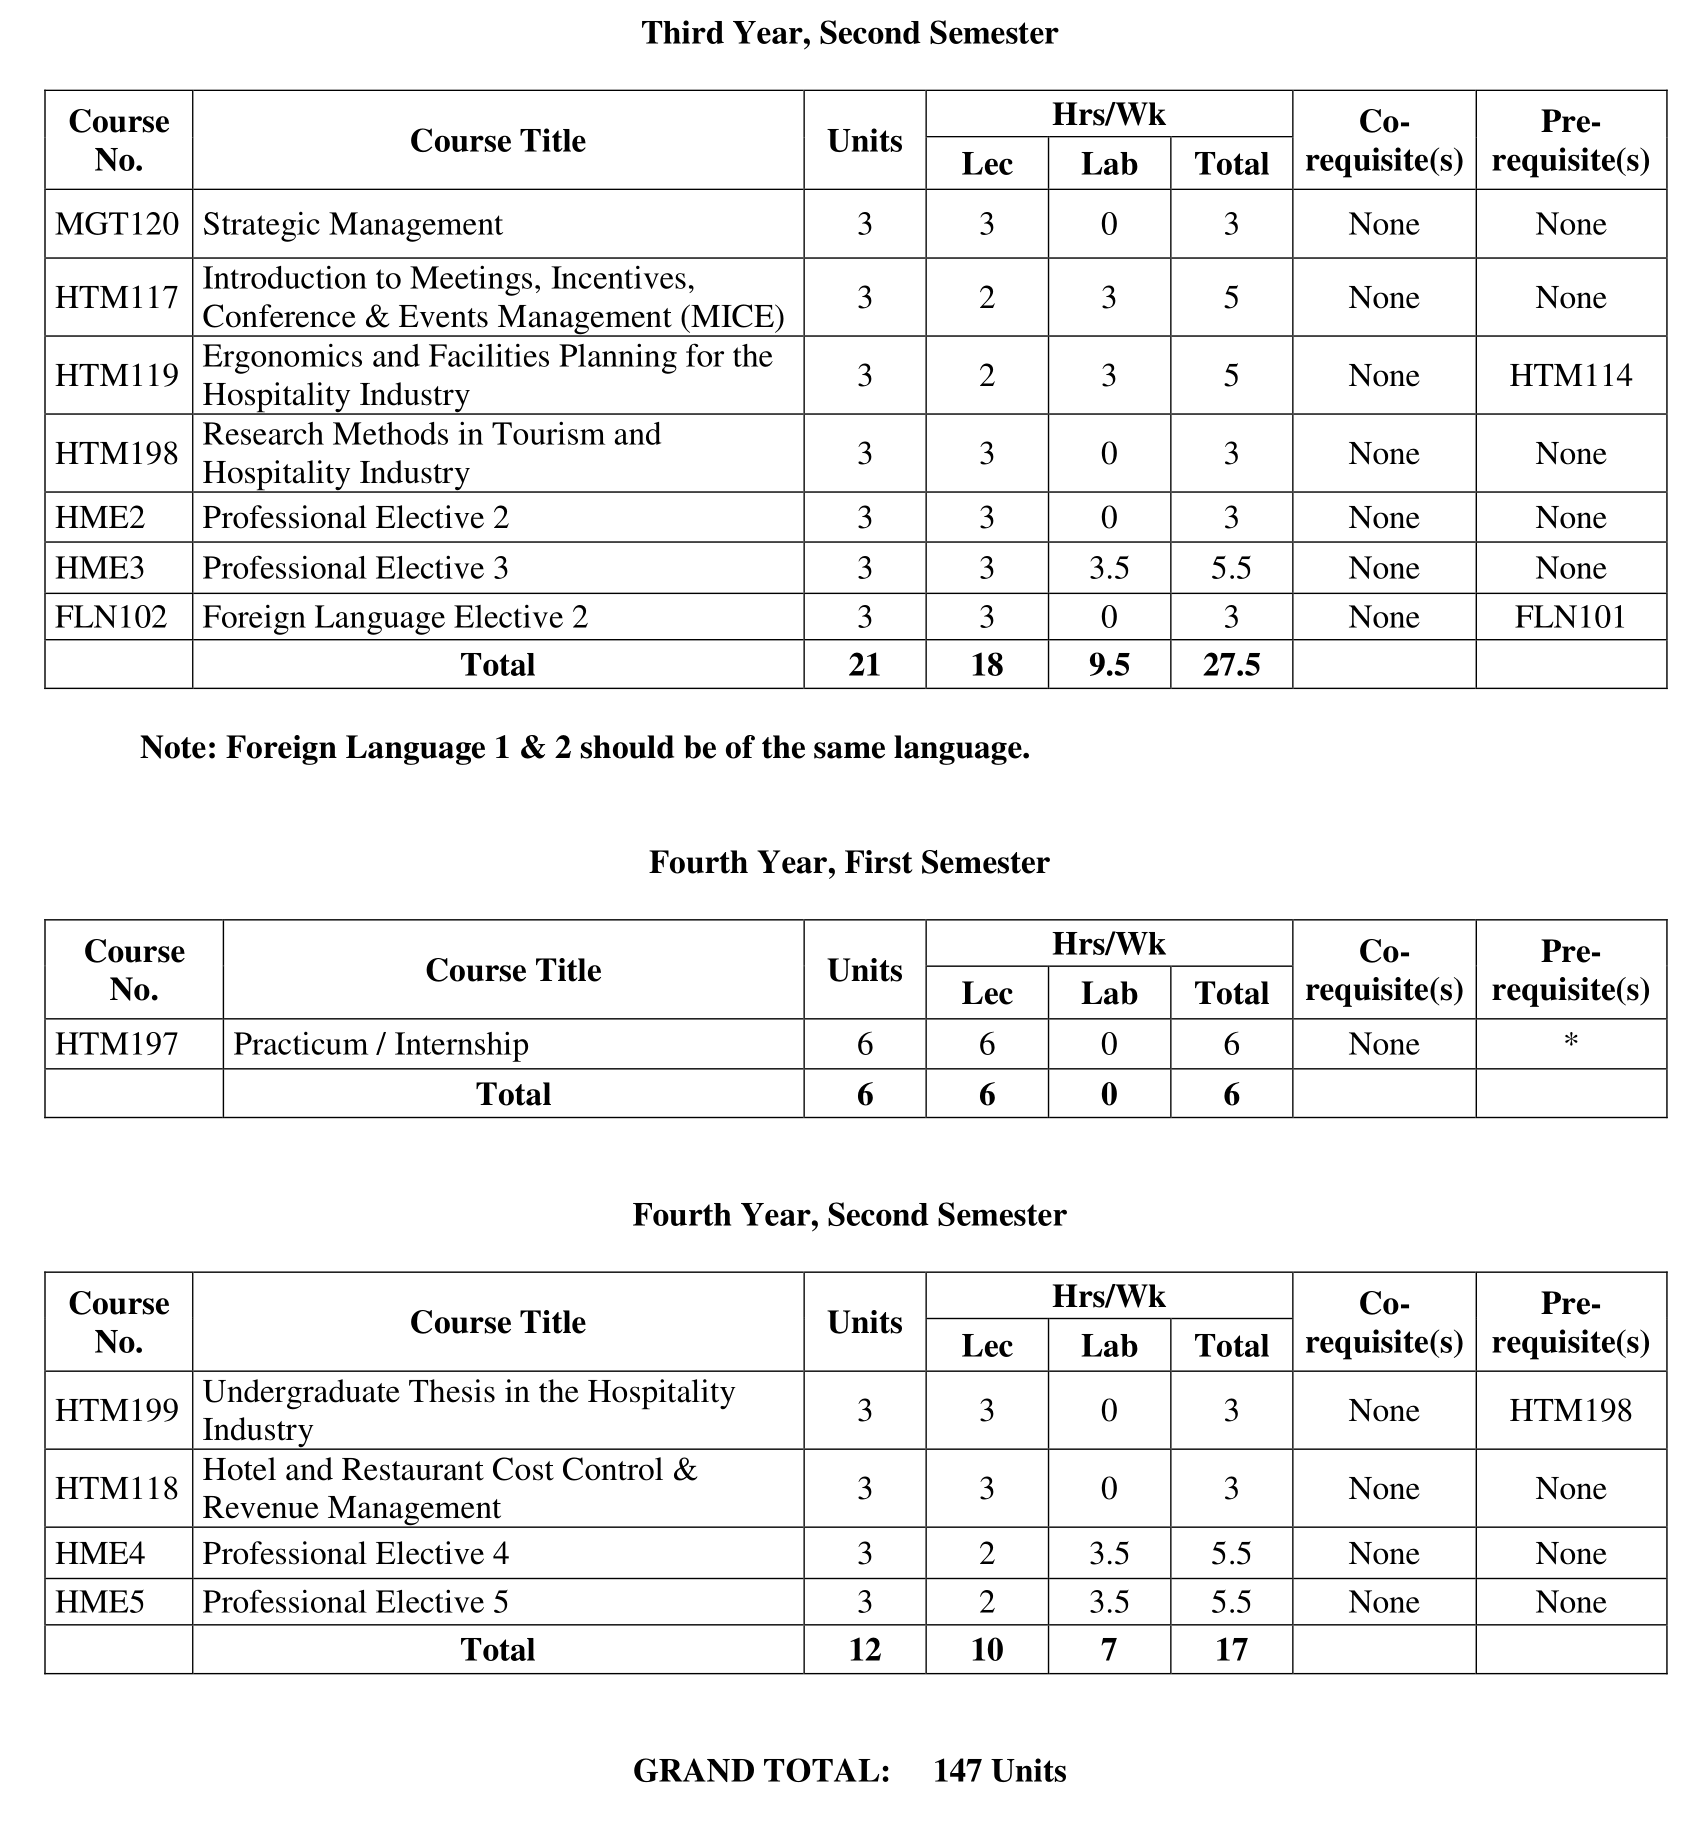 Third Year, Second Semester
Course No. Course Title Units Hrs/Wk Co-requisite(s) Pre-requisite(s)
Lec Lab Total
MGT120 Strategic Management 3 3 0 3 None None
HTM117 Introduction to Meetings, Incentives, Conference & Events Management (MICE) 3 2 3 5 None None
HTM119 Ergonomics and Facilities Planning for the Hospitality Industry 3 2 3 5 None HTM114
HTM198 Research Methods in Tourism and Hospitality Industry 3 3 0 3 None None
HME2 Professional Elective 2 3 3 0 3 None None
HME3 Professional Elective 3 3 3 3.5 5.5 None None
FLN102 Foreign Language Elective 2 3 3 0 3 None FLN101
Total 21 18 9.5 27.5
Note: Foreign Language 1 & 2 should be of the same language.
Fourth Year, First Semester
Course No. Course Title Units Hrs/Wk Co-requisite(s) Pre-requisite(s)
Lec Lab Total
HTM197 Practicum / Internship 6 6 0 6 None *
Total 6 6 0 6
Fourth Year, Second Semester
Course No. Course Title Units Hrs/Wk Co-requisite(s) Pre-requisite(s)
Lec Lab Total
HTM199 Undergraduate Thesis in the Hospitality Industry 3 3 0 3 None HTM198
HTM118 Hotel and Restaurant Cost Control & Revenue Management 3 3 0 3 None None
HME4 Professional Elective 4 3 2 3.5 5.5 None None
HME5 Professional Elective 5 3 2 3.5 5.5 None None
Total 12 10 7 17
GRAND TOTAL: 147 Units